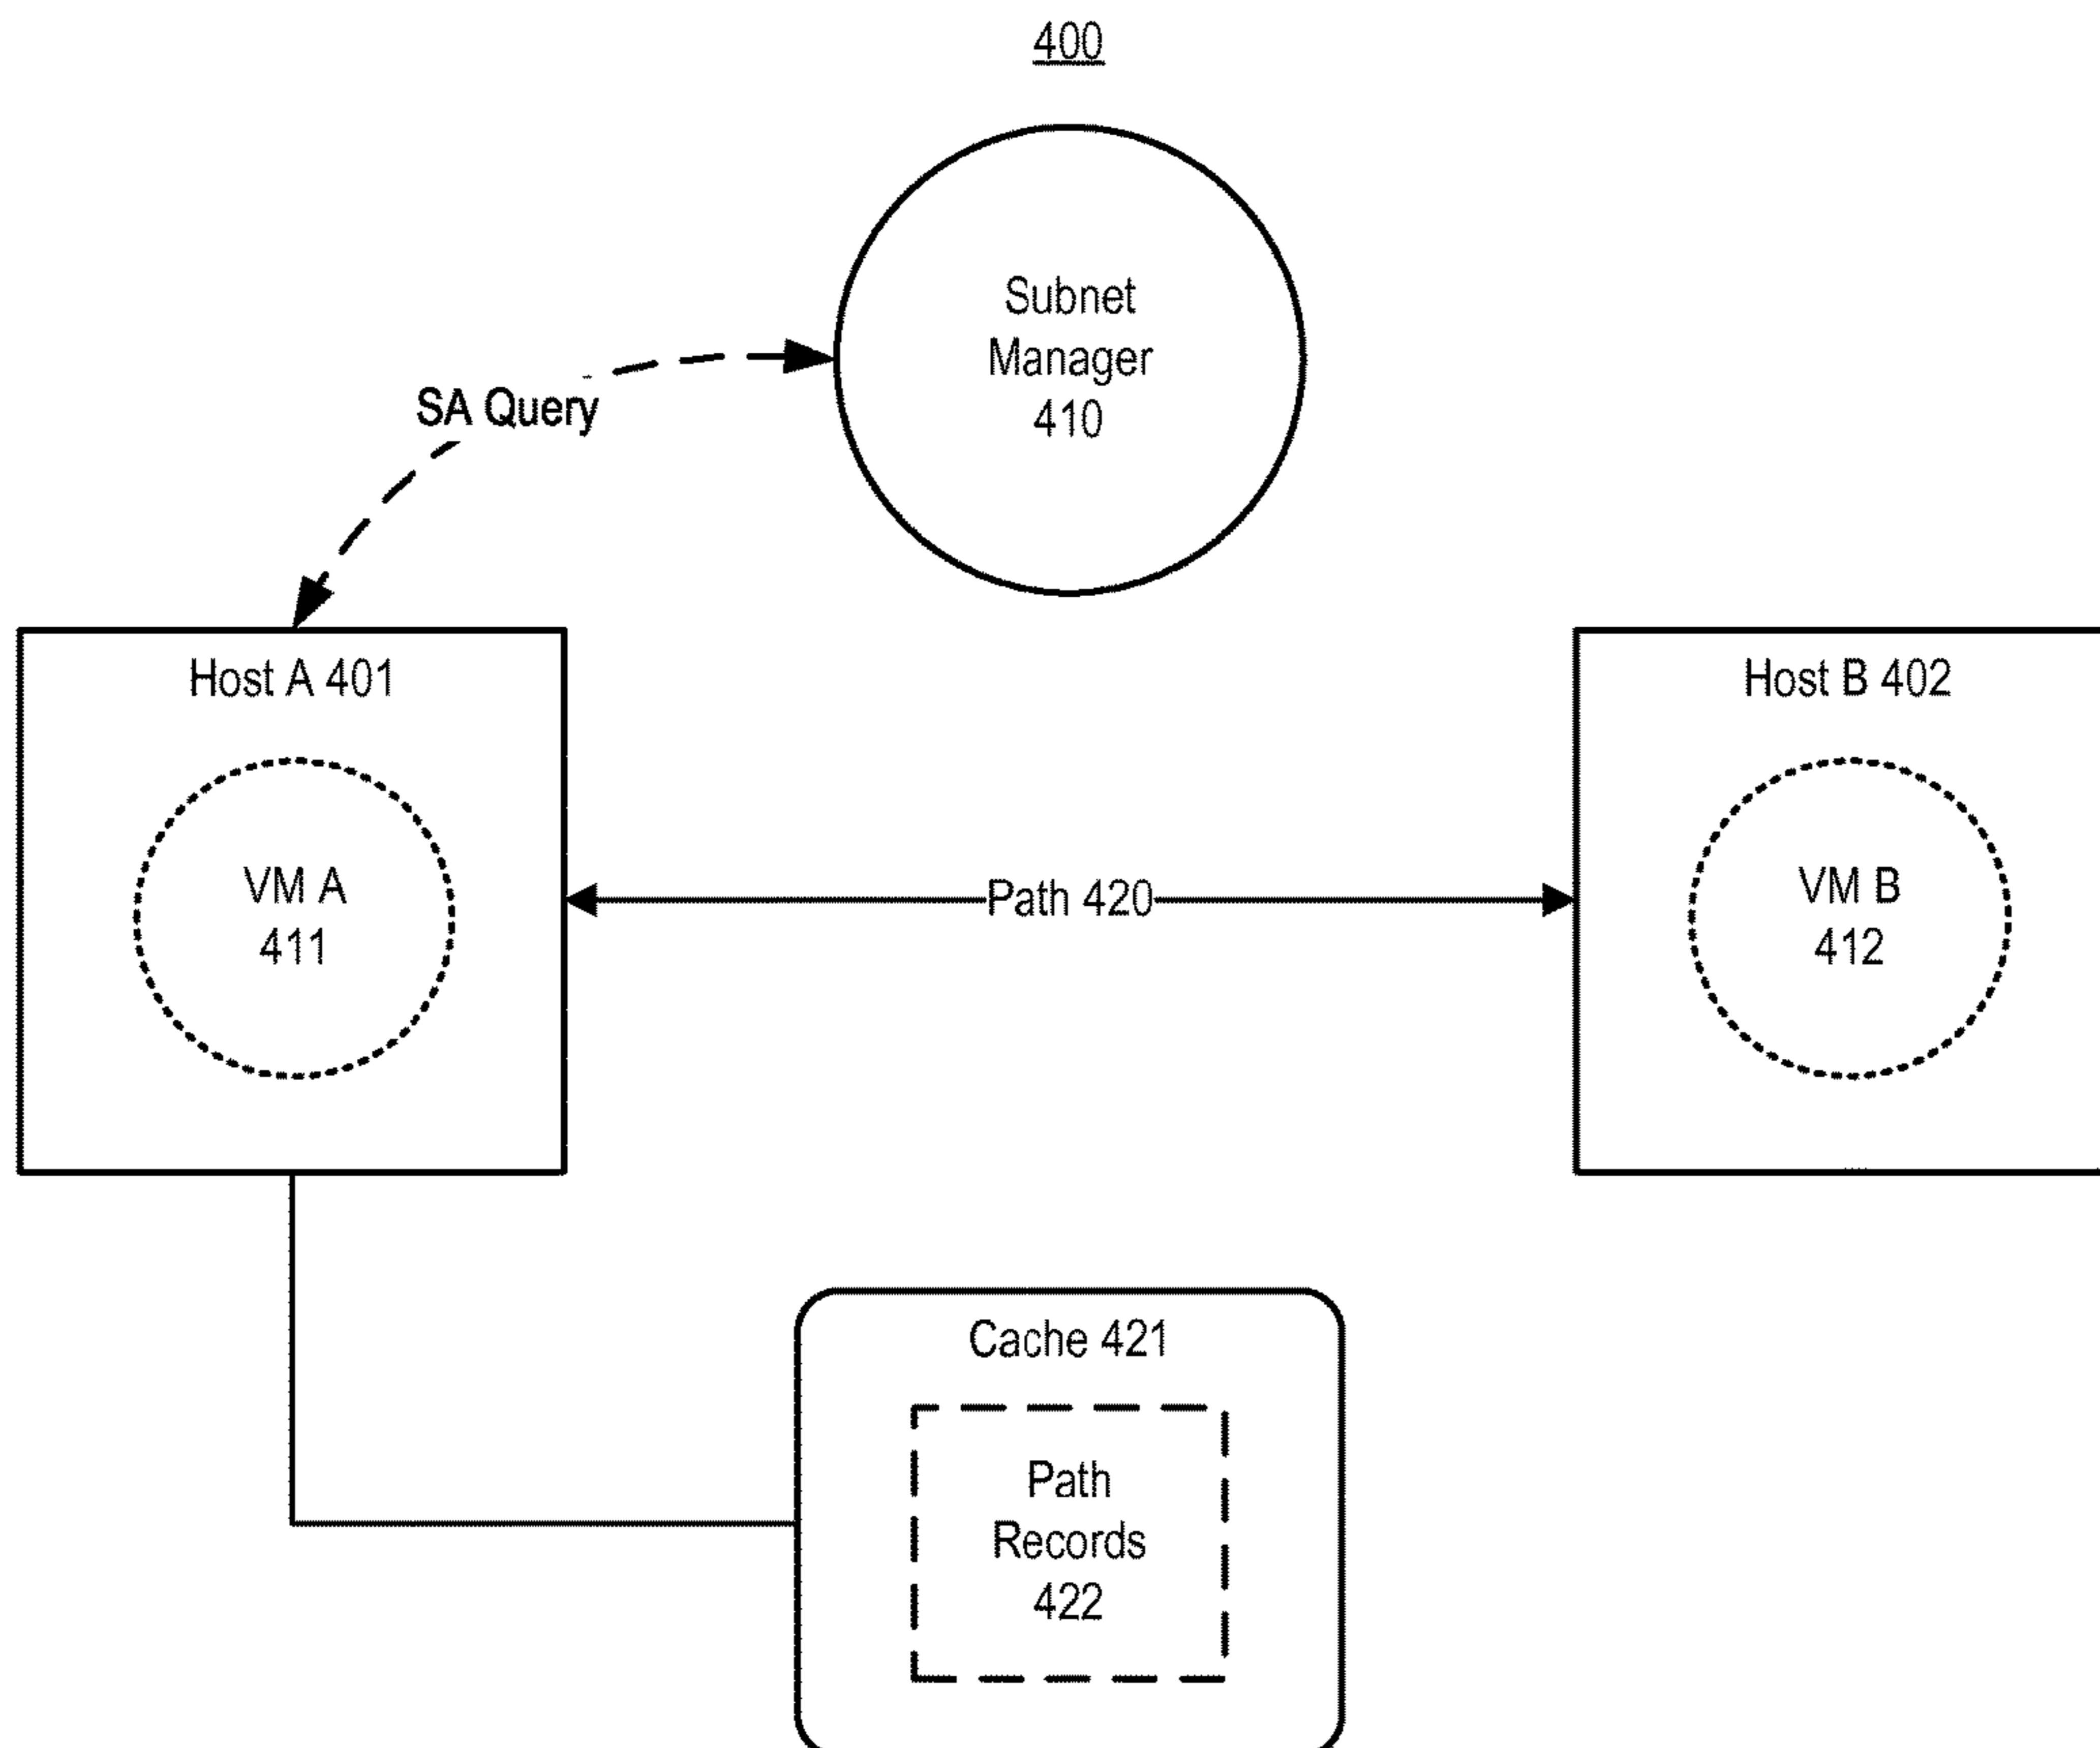 400
Subnet
Manager
410
SA Query
Host A 401
Host B 402
VM A
411
Path 420
VM B
412
Cache 421
Path
Records
422